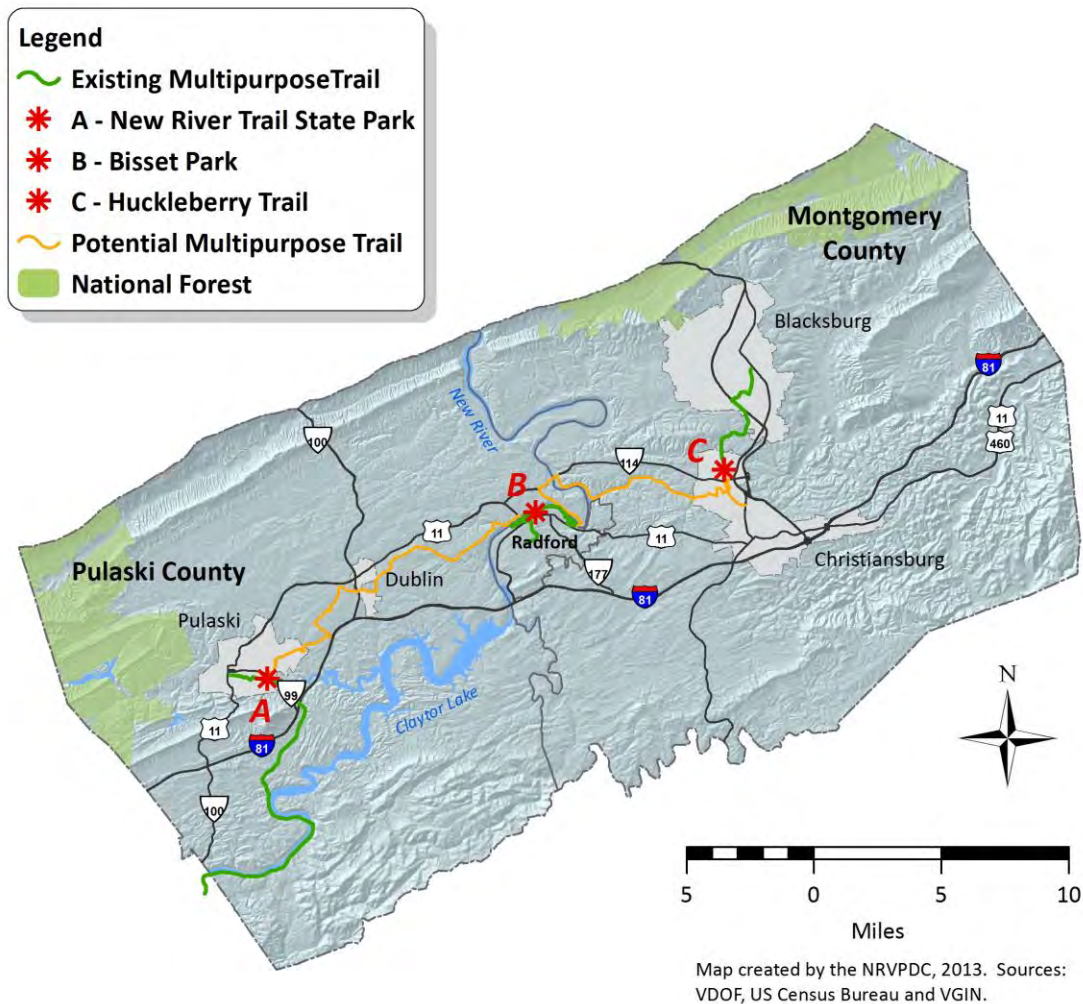 Legend
Existing MultipurposeTrail
A - New River Trail State Park
B - Bisset Park
C - Huckleberry Trail
Potential Multipurpose Trail
National Forest
Montgomery
County
Blacksburg
81
11
460
New River
100
C
114
B
11
Radford
11
177
Christiansburg
81
Pulaski County
Dublin
Pulaski
99
A
Claytor Lake
11
81
100
N
5 0 5 10
Miles
Map created by the NRVPDC, 2013. Sources:
VDOF, US Census Bureau and VGIN.